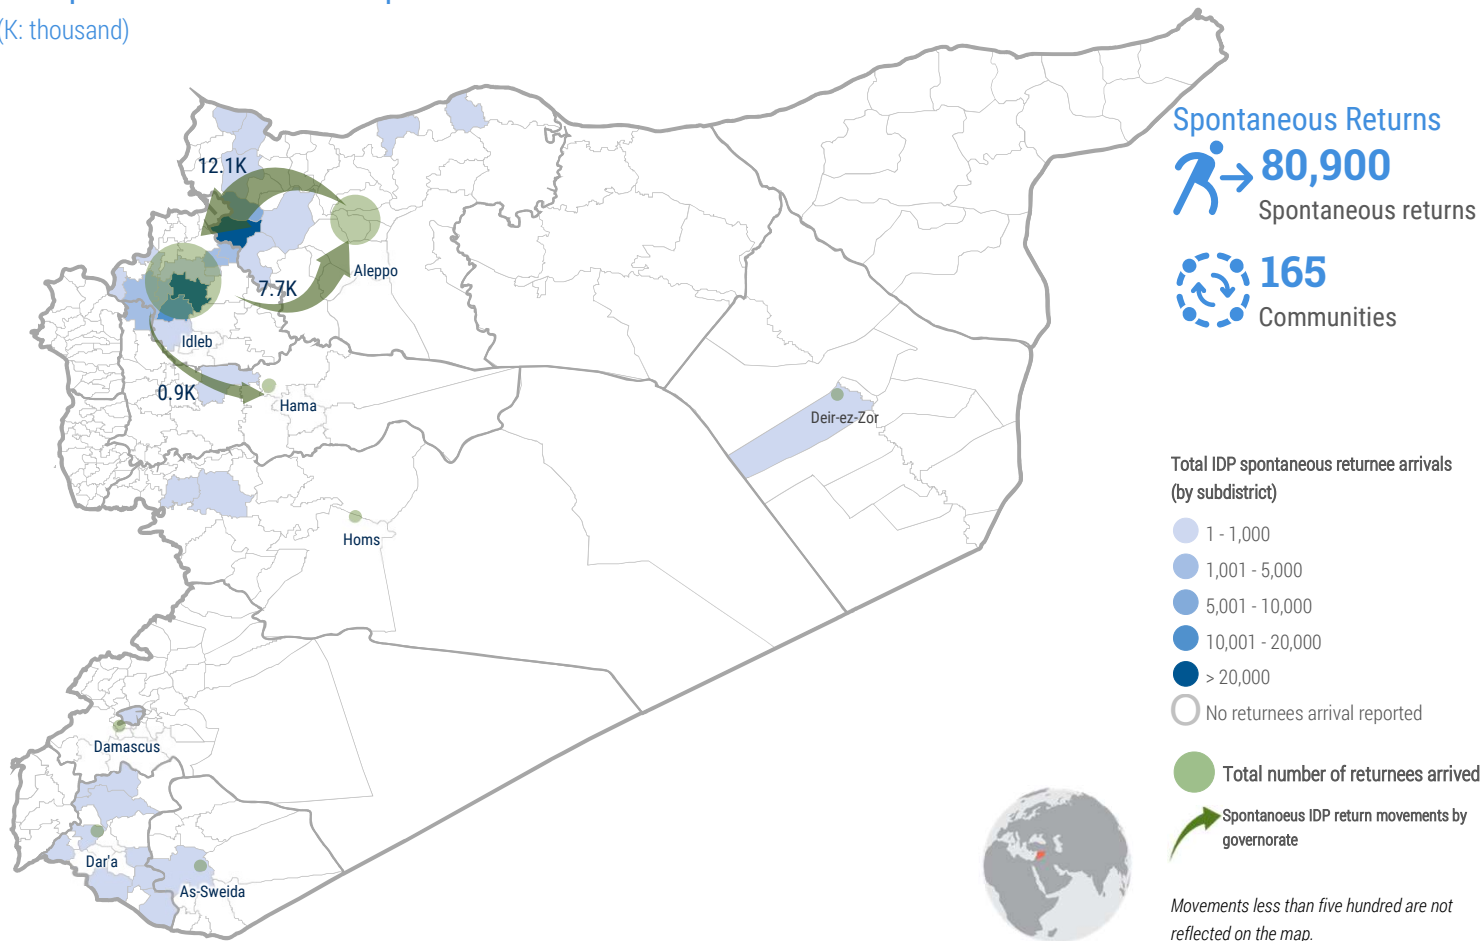 (K: thousand)
12.1K
Aleppo
7.7K
Idleb
0.9K
Hama
Deir-ez-Zor
Homs
Damascus
Dar'a
As-Sweida
Spontaneous Returns
80,900
Spontaneous returns
165
Communities
Total IDP spontaneous returnee arrivals
(by subdistrict)
1 - 1,000
1,001 - 5,000
5,001 - 10,000
10,001 - 20,000
> 20,000
No returnees arrival reported
Total number of returnees arrived
Spontanoeus IDP return movements by
governorate
Movements less than five hundred are not
reflected on the map.